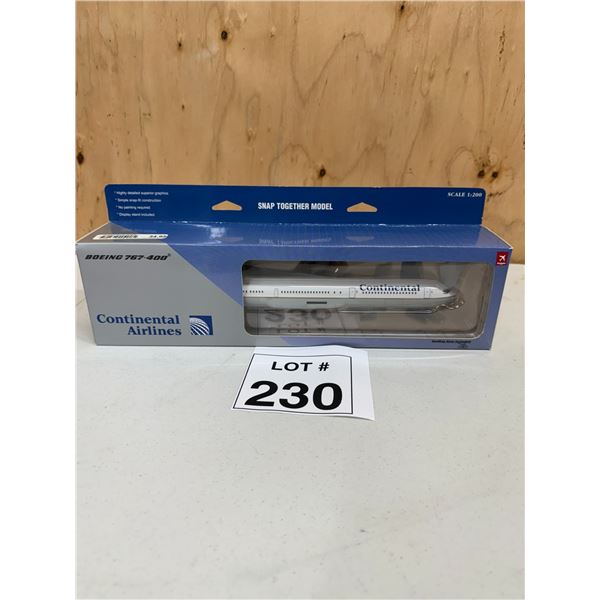 * Highly detailed superior graphics
* Simple snap-fit construction
* No painting required
* Display stand included
SNAP TOGETHER MODEL
SCALE 1:200
BOEING 767-400
Continental
Airlines
Continental
LOT #
230